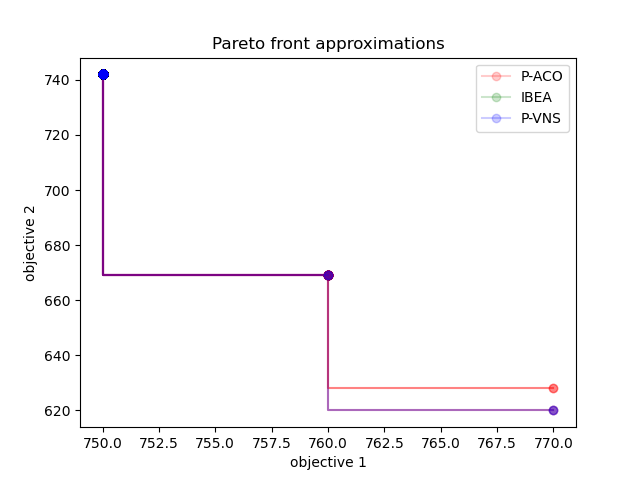 Pareto front approximations
P-ACO
IBEA
P-VNS
740
720
700
680
660
640
620
objective 2
750.0 752.5 755.0 757.5 760.0 762.5 765.0 767.5 770.0
objective 1